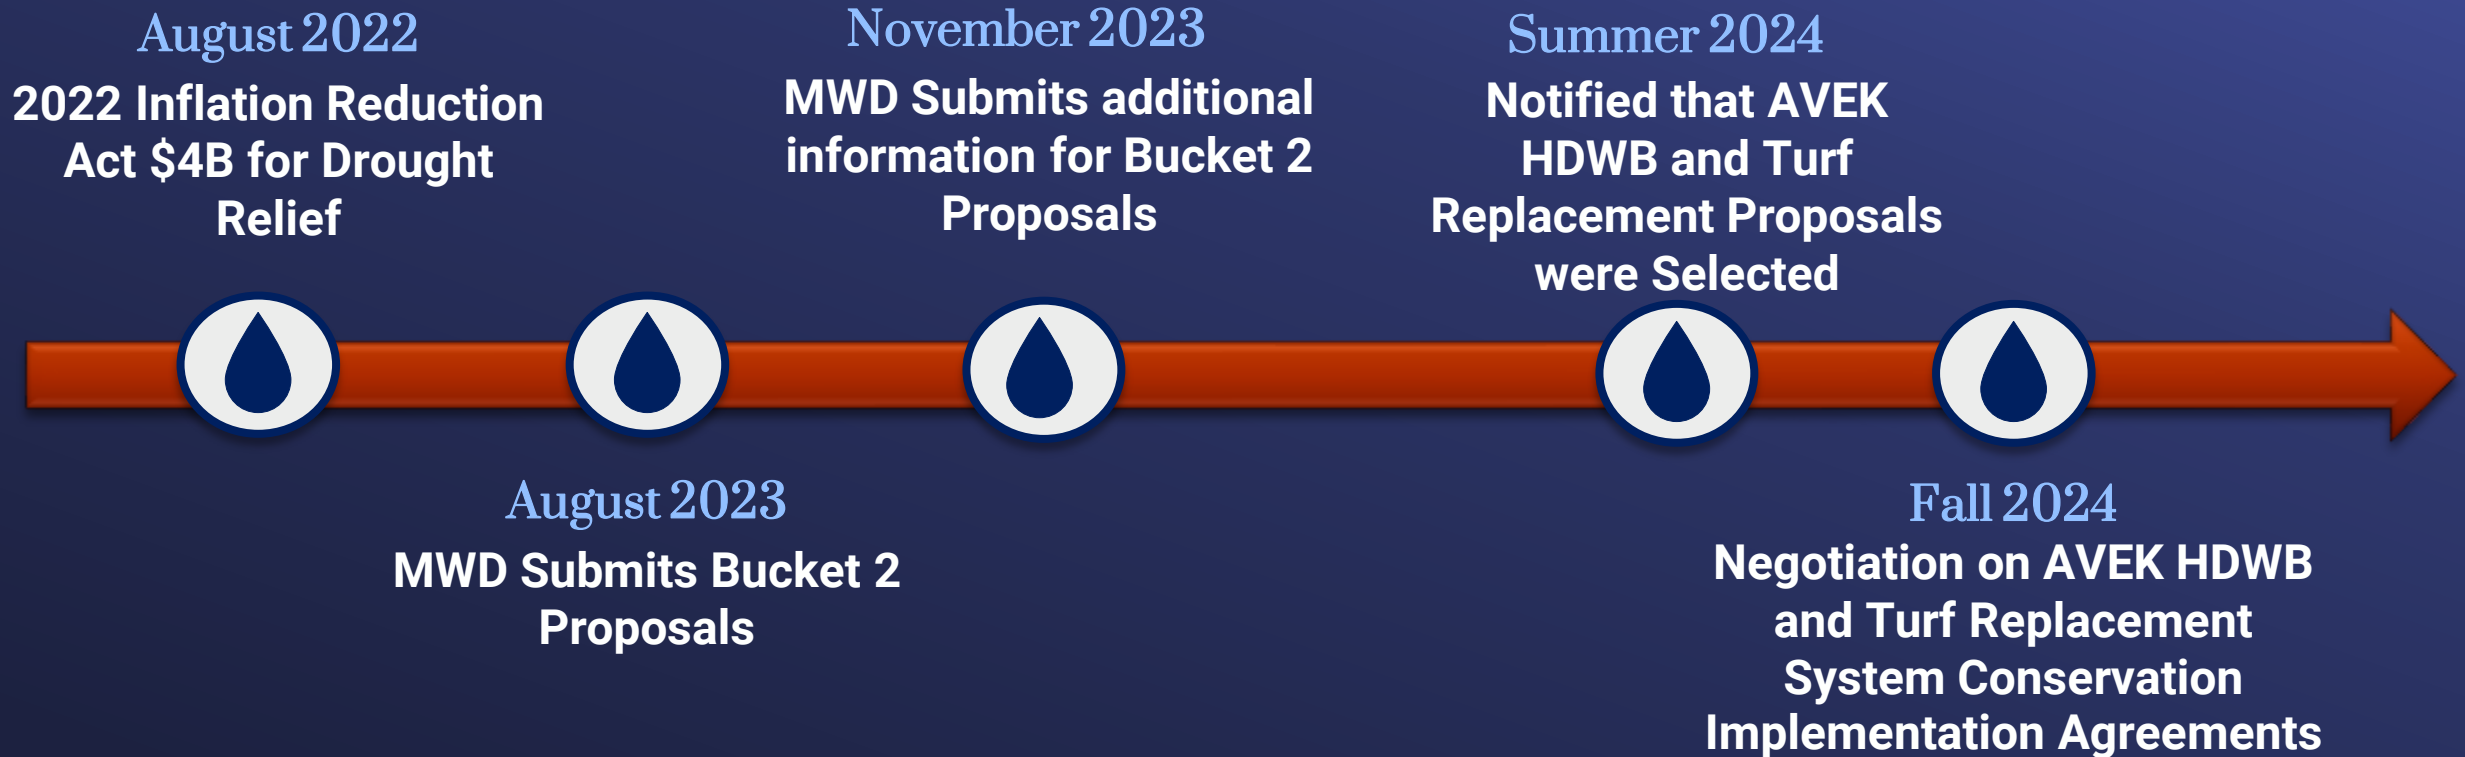 August 2022
2022 Inflation Reduction
Act $4B for Drought
Relief
August 2023
MWD Submits Bucket 2
Proposals
November 2023
MWD Submits additional
information for Bucket 2
Proposals
Summer 2024
Notified that AVEK
HDWB and Turf
Replacement Proposals
were Selected
Fall 2024
Negotiation on AVEK HDWB
and Turf Replacement
System Conservation
Implementation Agreements